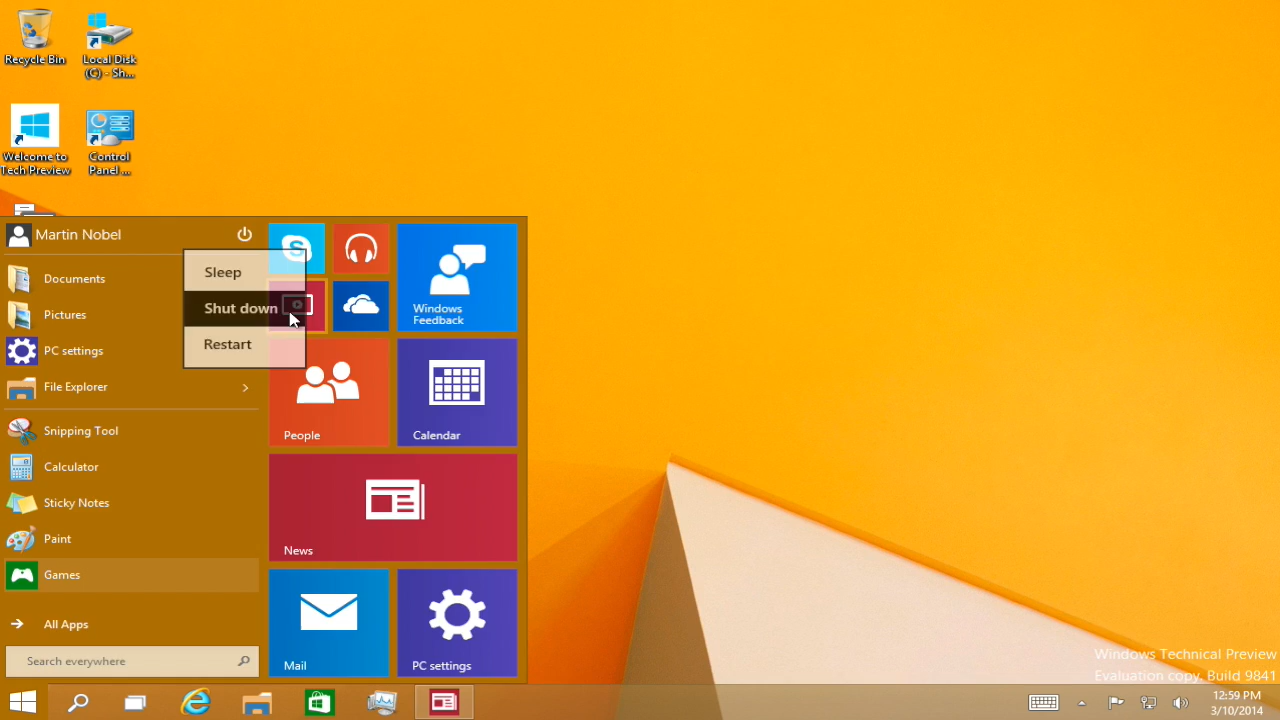 Recycle Bin
Local Disk
(C) - Sh...
Welcome to
Tech Preview
Control
Panel ...
Martin Nobel
Documents
Pictures
PC settings
File Explorer
Snipping Tool
Calculator
Sticky Notes
Paint
Games
All Apps
Search everywhere
Sleep
Shut down
Restart
Windows
Feedback
People
Calendar
News
Mail
PC settings
Windows Technical Preview
Evaluation copy. Build 9841
12:59 PM
3/10/2014